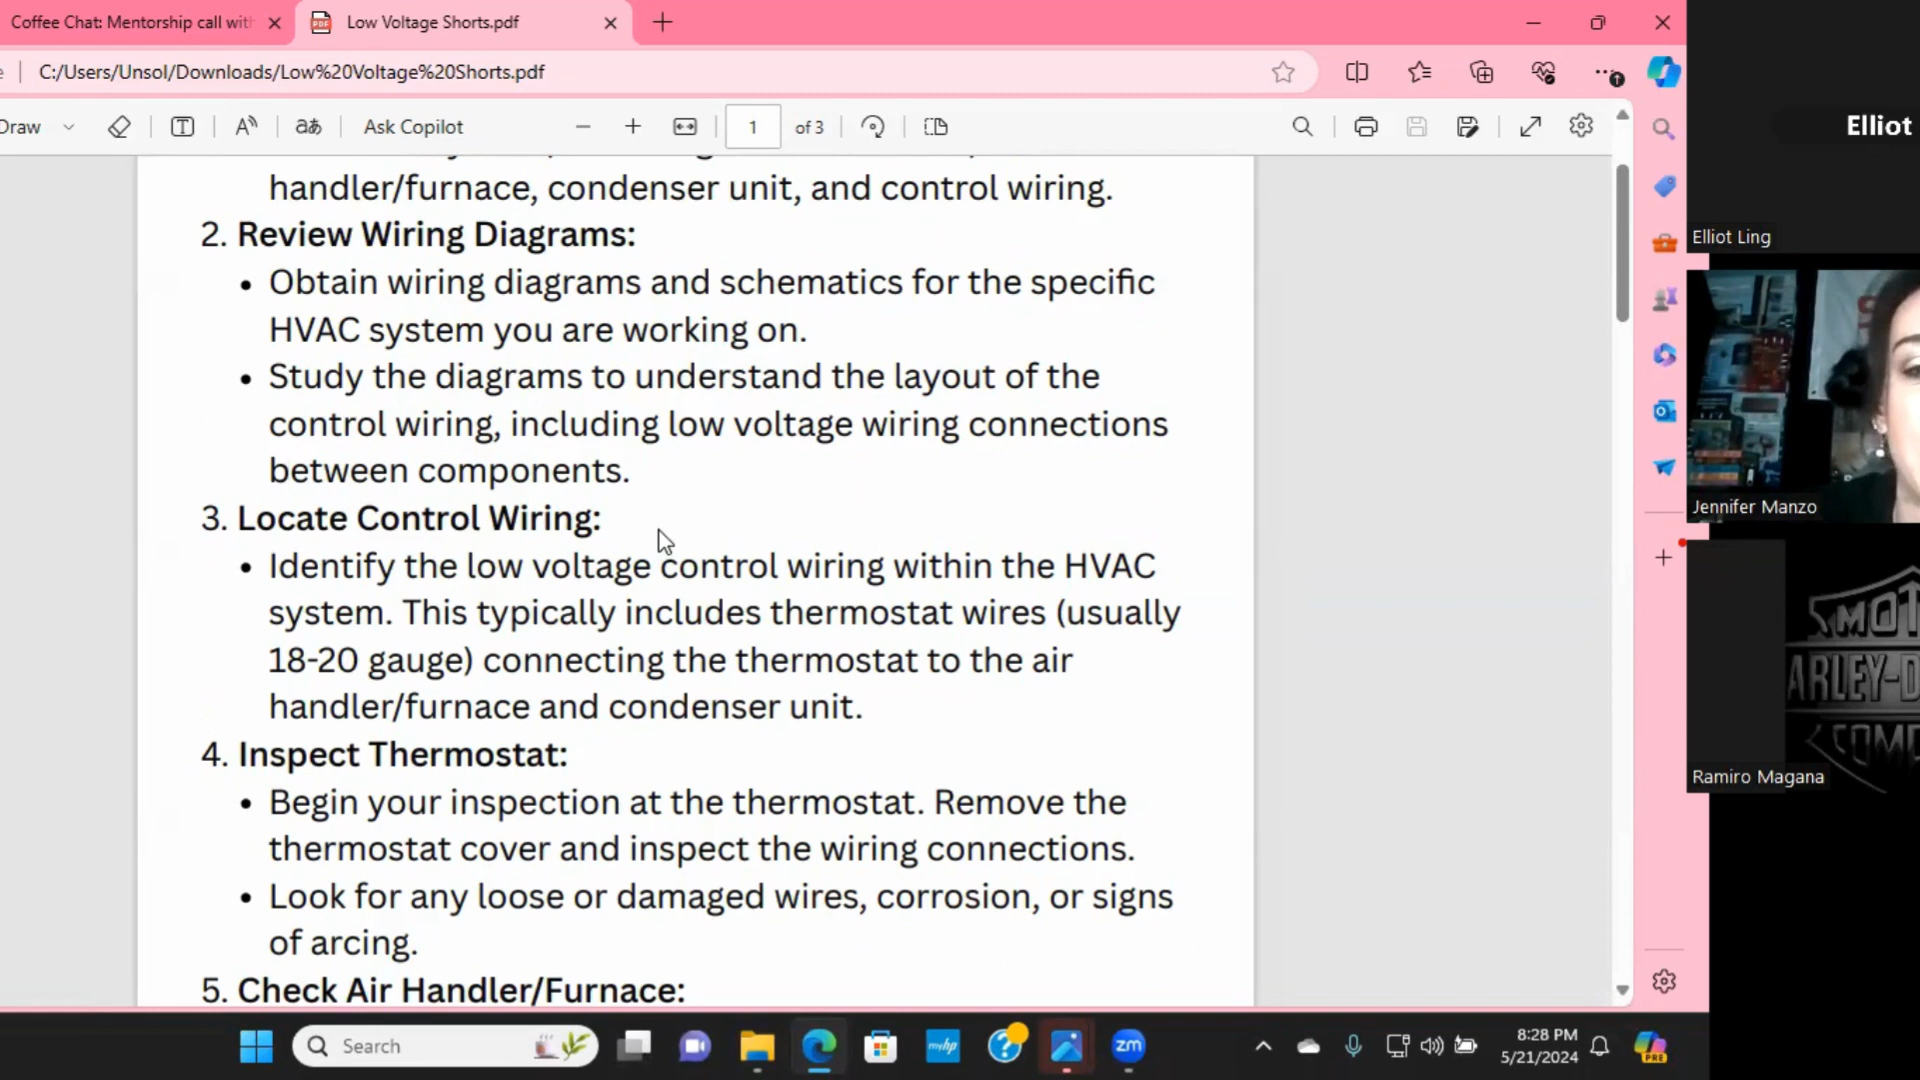 Coffee Chat: Mentorship call with
Low Voltage Shorts.pdf
C:/Users/Unsol/Downloads/Low%20Voltage%20Shorts.pdf
Draw
Ask Copilot
1 of 3
handler/furnace, condenser unit, and control wiring.
2. Review Wiring Diagrams:
• Obtain wiring diagrams and schematics for the specific
HVAC system you are working on.
• Study the diagrams to understand the layout of the
control wiring, including low voltage wiring connections
between components.
3. Locate Control Wiring:
• Identify the low voltage control wiring within the HVAC
system. This typically includes thermostat wires (usually
18-20 gauge) connecting the thermostat to the air
handler/furnace and condenser unit.
4. Inspect Thermostat:
• Begin your inspection at the thermostat. Remove the
thermostat cover and inspect the wiring connections.
• Look for any loose or damaged wires, corrosion, or signs
of arcing.
5. Check Air Handler/Furnace:
Elliot
Elliot Ling
Jennifer Manzo
MOT
ARLEY-D
COM
Ramiro Magana
Search
myhp
zm
8:28 PM
5/21/2024
PRE